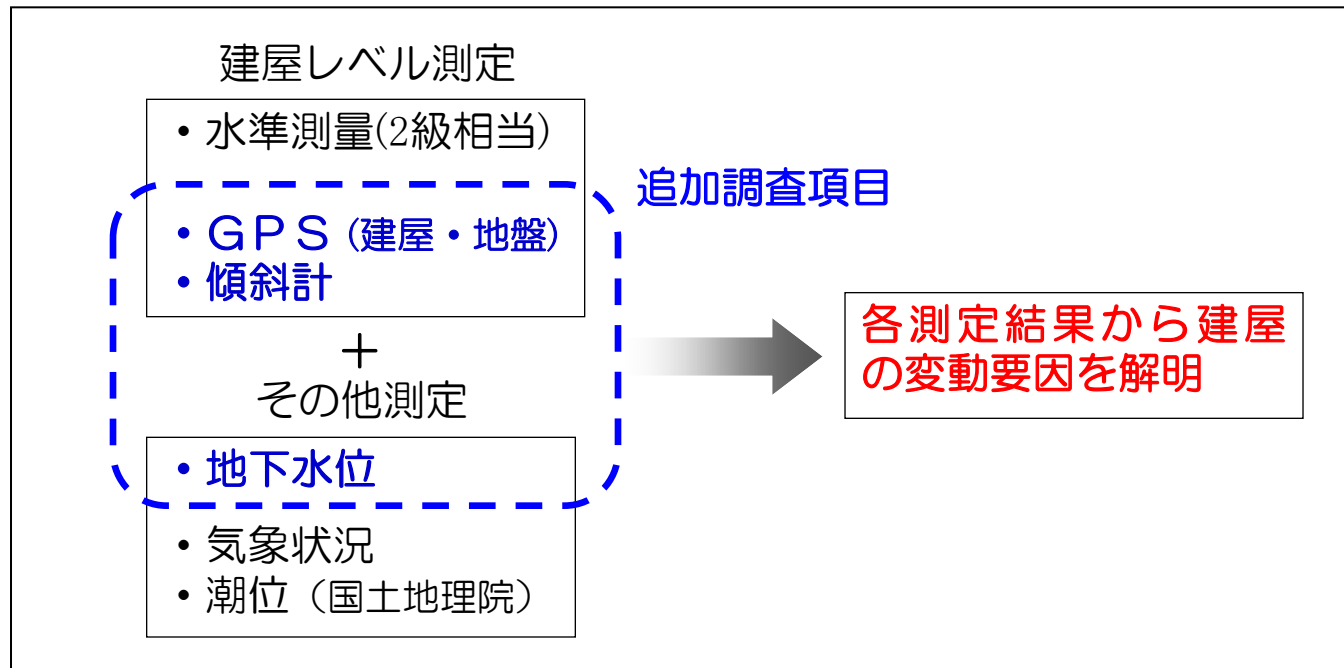 建屋レベル測定
・水準測量(2級相当)
追加調査項目
・ＧＰＳ(建屋・地盤)
・傾斜計
＋
その他測定
・地下水位
・気象状況
・潮位（国土地理院）
各測定結果から建屋
の変動要因を解明